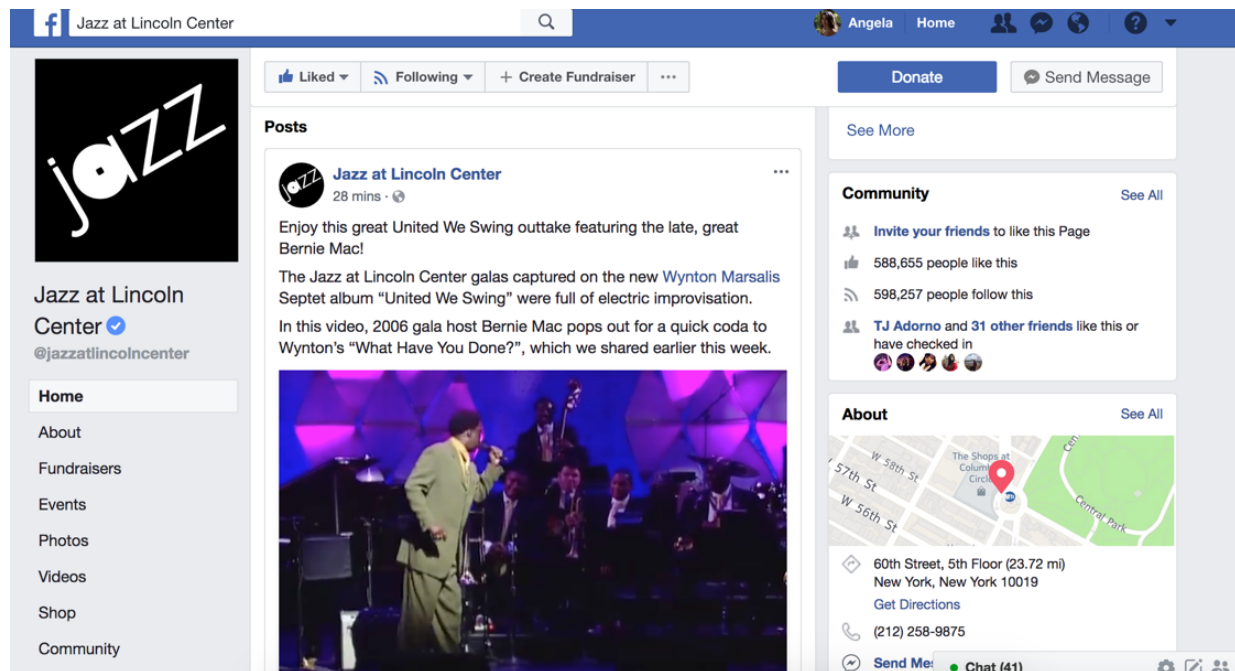 Jazz at Lincoln Center
Angela
Home
jazz
Jazz at Lincoln
Center
@jazzatlincolncenter
Home
About
Fundraisers
Events
Photos
Videos
Shop
Community
Liked
Following
+ Create Fundraiser
...
Donate
Send Message
Posts
jazz
Jazz at Lincoln Center
...
28 mins ·
Enjoy this great United We Swing outtake featuring the late, great
Bernie Mac!
The Jazz at Lincoln Center galas captured on the new Wynton Marsalis
Septet album “United We Swing” were full of electric improvisation.
In this video, 2006 gala host Bernie Mac pops out for a quick coda to
Wynton’s “What Have You Done?”, which we shared earlier this week.
See More
Community
See All
Invite your friends to like this Page
588,655 people like this
598,257 people follow this
TJ Adorno and 31 other friends like this or
have checked in
About
See All
W 58th St
57th St
W 56th St
The Shops at
Circle
Central Park
60th Street, 5th Floor (23.72 mi)
New York, New York 10019
Get Directions
(212) 258-9875
Send
Chat (41)